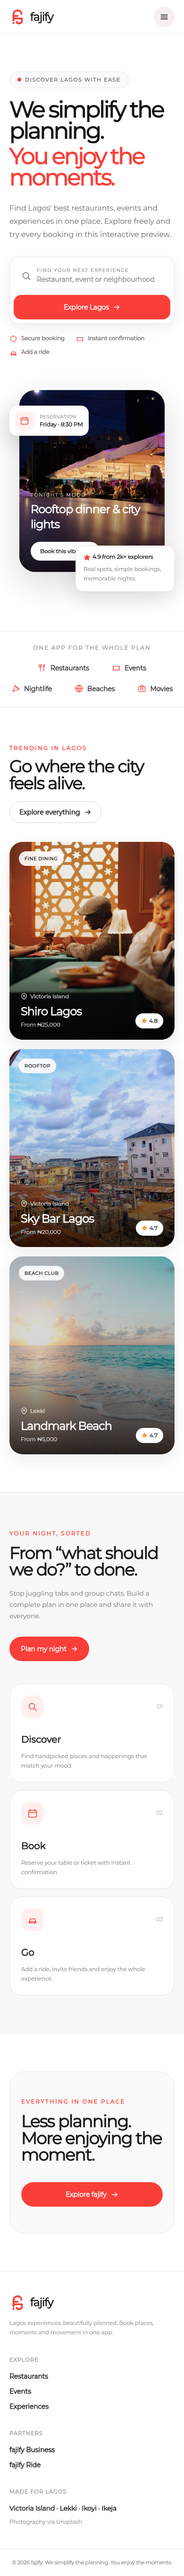 fajify
DISCOVER LAGOS WITH EASE
We simplify the
planning.
You enjoy the
moments.
Find Lagos' best restaurants, events and
experiences in one place. Explore freely and
try every booking in this interactive preview.
FIND YOUR NEXT EXPERIENCE
Restaurant, event or neighborhood
Explore Lagos →
Secure booking
Instant confirmation
Add a ride
RESERVATION
Friday · 8:30 PM
TONIGHT'S MOOD
Rooftop dinner & city
lights
Book this vib
4.9 from 2k+ explorers
Real spots, simple bookings,
memorable nights.
ONE APP FOR THE WHOLE PLAN
Restaurants
Events
Nightlife
Beaches
Movies
TRENDING IN LAGOS
Go where the city
feels alive.
Explore everything →
FINE DINING
Victoria Island
Shiro Lagos
From ₦25,000
★ 4.8
ROOFTOP
Victoria Island
Sky Bar Lagos
From ₦20,000
★ 4.7
BEACH CLUB
Lekki
Landmark Beach
From ₦5,000
★ 4.7
YOUR NIGHT, SORTED
From “what should
we do?” to done.
Stop juggling tabs and group chats. Build a
complete plan in one place and share it with
everyone.
Plan my night →
01
Discover
Find handpicked places and happenings that
match your mood.
02
Book
Reserve your table or ticket with instant
confirmation.
03
Go
Add a ride, invite friends and enjoy the whole
experience.
EVERYTHING IN ONE PLACE
Less planning.
More enjoying the
moment.
Explore fajify →
fajify
Lagos experiences, beautifully planned. Book places,
moments and movement in one app.
EXPLORE
Restaurants
Events
Experiences
PARTNERS
fajify Business
fajify Ride
MADE FOR LAGOS
Victoria Island · Lekki · Ikoyi · Ikeja
Photography via Unsplash
© 2026 fajify. We simplify the planning. You enjoy the moments.